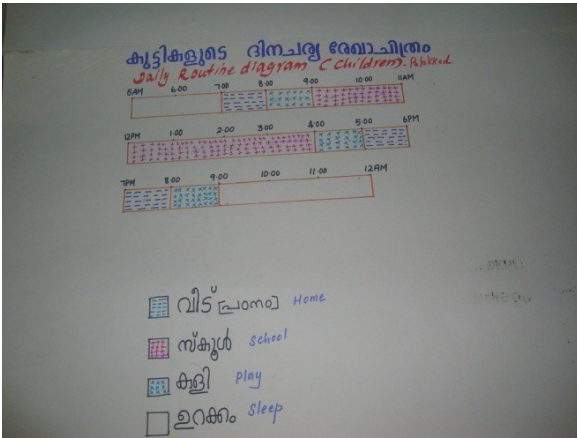 കുട്ടികളുടെ ദിനചര്യ രേഖാചിത്രം
Daily Routine diagram C children. Palakkad
5AM 6:00 7:00 8:00 9:00 10:00 11AM
12PM 1:00 2:00 3:00 4:00 5:00 6PM
7PM 8:00 9:00 10:00 11:00 12AM
വീട് [പഠനം] Home
സ്കൂൾ School
കളി Play
ഉറക്കം Sleep